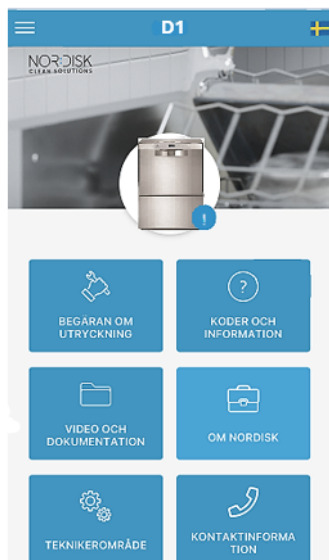 D1
NORDISK
CLEAN SOLUTIONS
BEGÄRAN OM
UTRYCKNING
?
KODER OCH
INFORMATION
VIDEO OCH
DOKUMENTATION
OM NORDISK
TEKNIKEROMRÅDE
KONTAKTINFORMA
TION